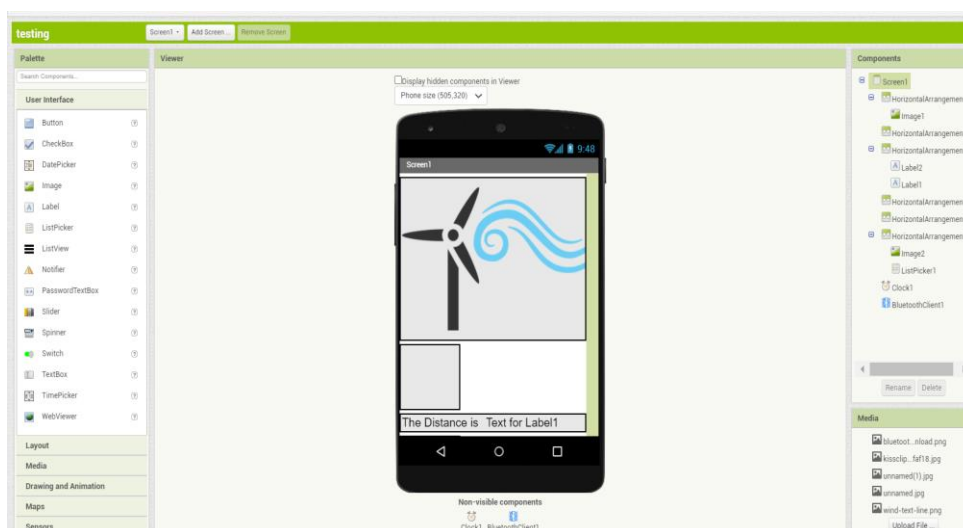 testing
Screen1
Add Screen...
Remove Screen
Palette
Search Components...
User Interface
Button
CheckBox
DatePicker
Image
Label
ListPicker
ListView
Notifier
PasswordTextBox
Slider
Spinner
Switch
TextBox
TimePicker
WebViewer
Layout
Media
Drawing and Animation
Maps
Sensors
Viewer
Display hidden components in Viewer
Phone size (505,320)
9:48
Screen1
The Distance is Text for Label1
Non-visible components
Clock1 BluetoothClient1
Components
Screen1
HorizontalArrangemen
Image1
HorizontalArrangemen
HorizontalArrangemen
Label2
Label1
HorizontalArrangemen
HorizontalArrangemen
HorizontalArrangemen
Image2
ListPicker1
Clock1
BluetoothClient1
Rename Delete
Media
bluetoot...nload.png
kissclip...faf18.jpg
unnamed(1).jpg
unnamed.jpg
wind-text-line.png
Upload File ...